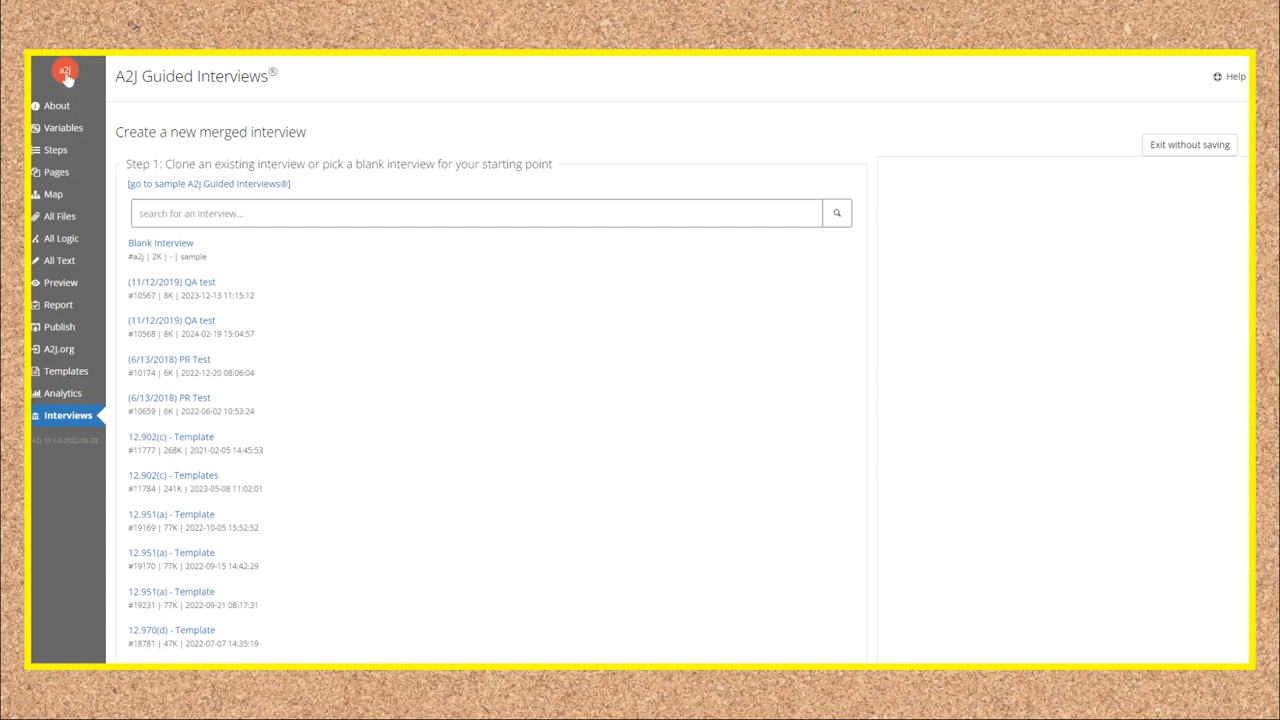 a2j
A2J Guided Interviews®
Help
About
Variables
Steps
Pages
Map
All Files
All Logic
All Text
Preview
Report
Publish
A2J.org
Templates
Analytics
Interviews
A2J 10.1.0-2022-06-23
Create a new merged interview
Exit without saving
Step 1: Clone an existing interview or pick a blank interview for your starting point
[go to sample A2J Guided Interviews®]
search for an interview...
Blank Interview
#a2j | 2K | - | sample
(11/12/2019) QA test
#10567 | 8K | 2023-12-13 11:15:12
(11/12/2019) QA test
#10568 | 8K | 2024-02-19 15:04:57
(6/13/2018) PR Test
#10174 | 6K | 2022-12-20 08:06:04
(6/13/2018) PR Test
#10659 | 6K | 2022-06-02 10:53:24
12.902(c) - Template
#11777 | 268K | 2021-02-05 14:45:53
12.902(c) - Templates
#11784 | 241K | 2023-05-08 11:02:01
12.951(a) - Template
#19169 | 77K | 2022-10-05 15:52:52
12.951(a) - Template
#19170 | 77K | 2022-09-15 14:42:29
12.951(a) - Template
#19231 | 77K | 2022-09-21 08:17:31
12.970(d) - Template
#18781 | 47K | 2022-07-07 14:35:19